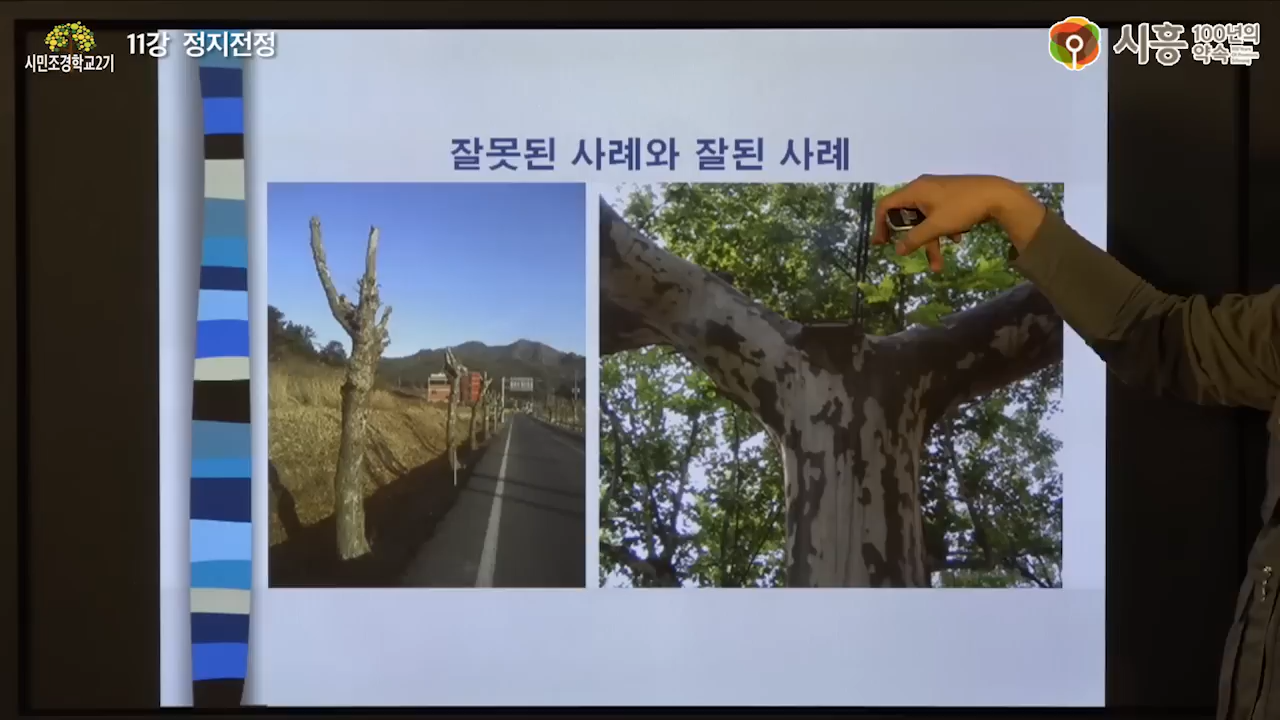 시민조경학교2기
11강 정지전정
시흥 100년의 약속
잘못된 사례와 잘된 사례